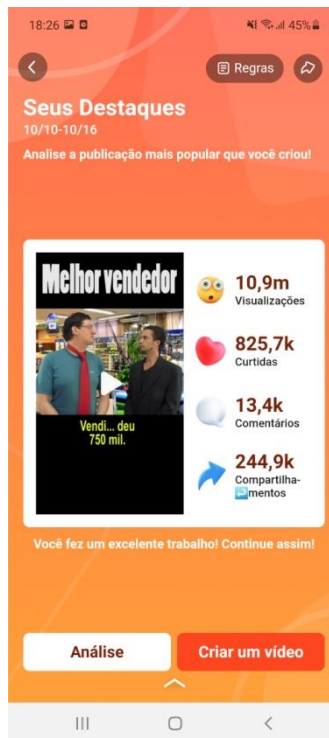 18:26
45%
Regras
Seus Destaques
10/10-10/16
Analise a publicação mais popular que você criou!
Melhor vendedor
Vendi... deu
750 mil.
10,9m
Visualizações
825,7k
Curtidas
13,4k
Comentários
244,9k
Compartilha-
mentos
Você fez um excelente trabalho! Continue assim!
Análise
Criar um vídeo